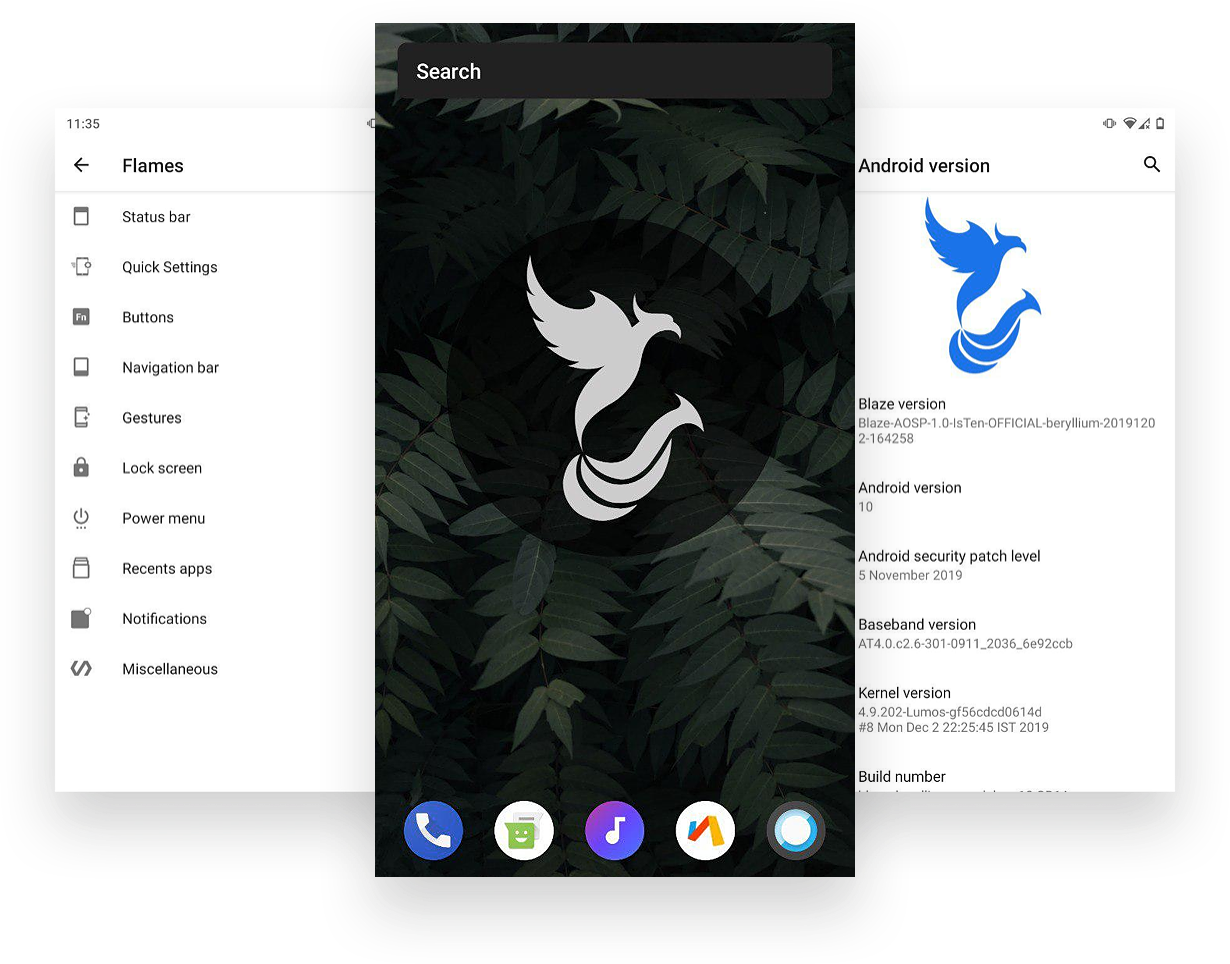 11:35
Flames
Status bar
Quick Settings
Fn
Buttons
Navigation bar
Gestures
Lock screen
Power menu
Recents apps
Notifications
Miscellaneous
Search
Android version
Blaze version
Blaze-AOSP-1.0-IsTen-OFFICIAL-beryllium-2019120
2-164258
Android version
10
Android security patch level
5 November 2019
Baseband version
AT4.0.c2.6-301-0911_2036_6e92ccb
Kernel version
4.9.202-Lumos-gf56cdcd0614d
#8 Mon Dec 2 22:25:45 IST 2019
Build number